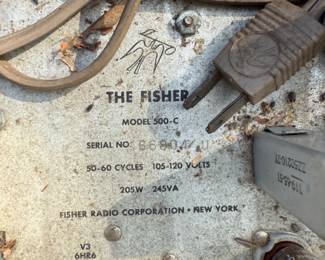 THE FISHER
MODEL 500-C
SERIAL NO.
50-60 CYCLES 105-120 VOLTS
205W 245VA
FISHER RADIO CORPORATION • NEW YORK
V3
6HR6